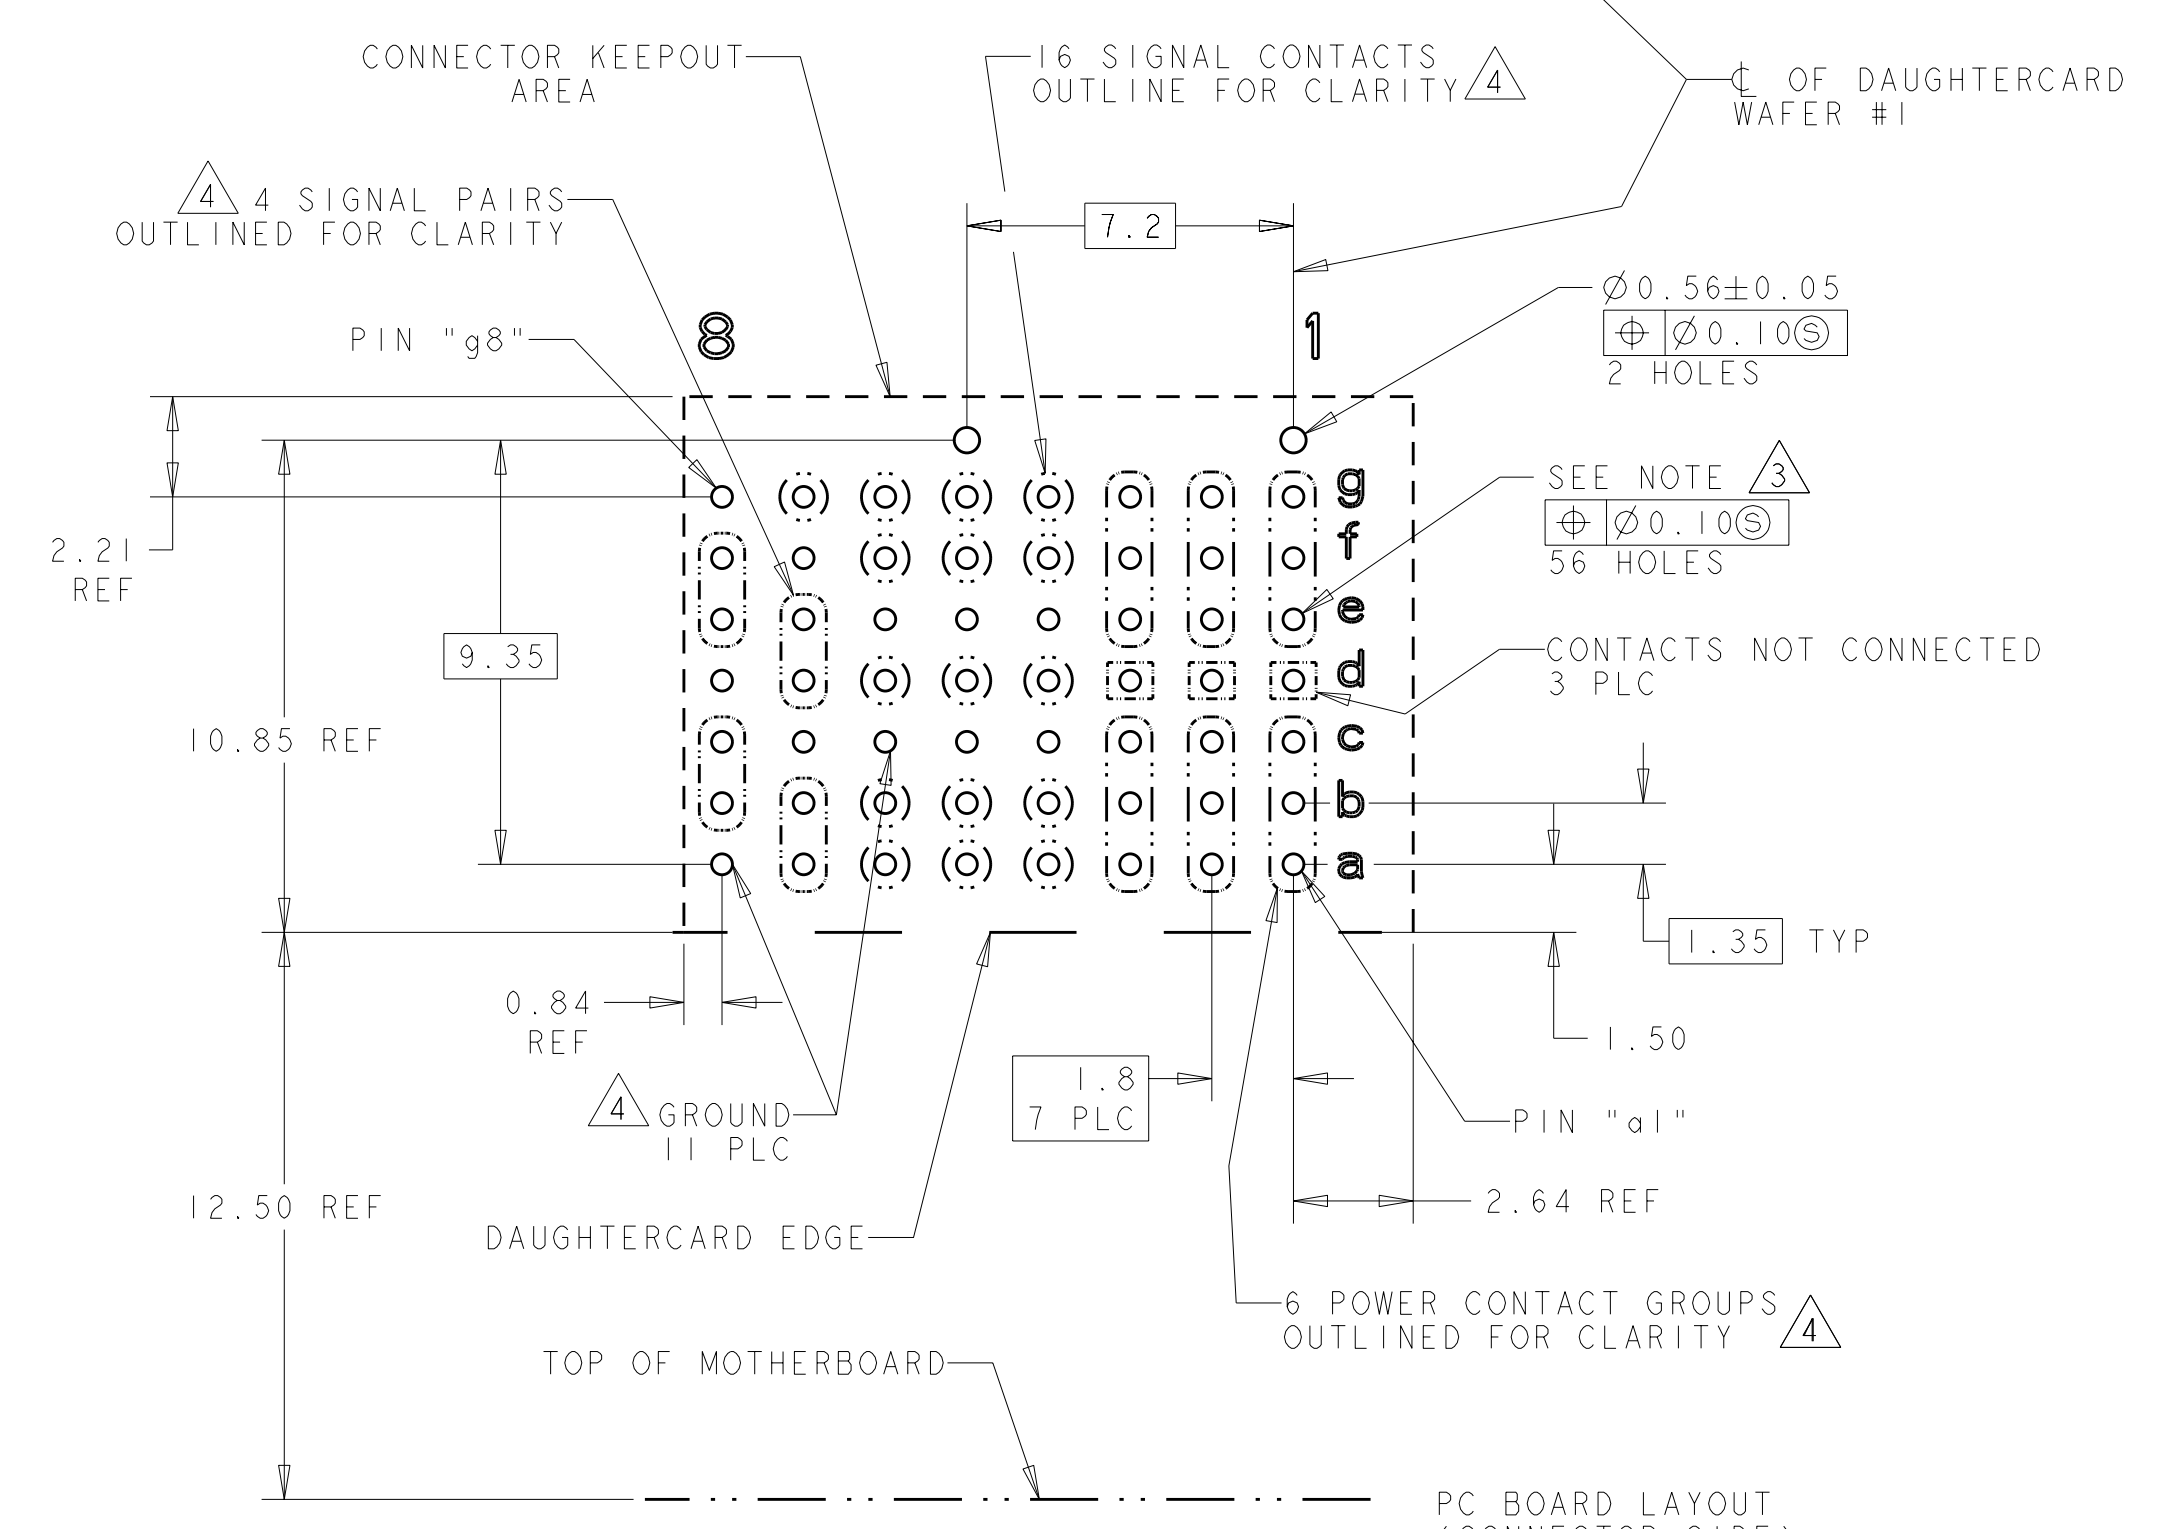 CONNECTOR KEEPOUT
AREA
16 SIGNAL CONTACTS
OUTLINE FOR CLARITY 4
℄ OF DAUGHTERCARD
WAFER #1
4 4 SIGNAL PAIRS
OUTLINED FOR CLARITY
7.2
Ø0.56±0.05
⌖ Ø0.10Ⓢ
2 HOLES
PIN "g8"
8
1
g
SEE NOTE 3
⌖ Ø0.10Ⓢ
56 HOLES
f
2.21
REF
e
9.35
CONTACTS NOT CONNECTED
3 PLC
d
10.85 REF
c
b
a
1.35 TYP
0.84
REF
1.50
1.8
7 PLC
4 GROUND
11 PLC
PIN "a1"
12.50 REF
2.64 REF
DAUGHTERCARD EDGE
6 POWER CONTACT GROUPS
OUTLINED FOR CLARITY 4
TOP OF MOTHERBOARD
PC BOARD LAYOUT